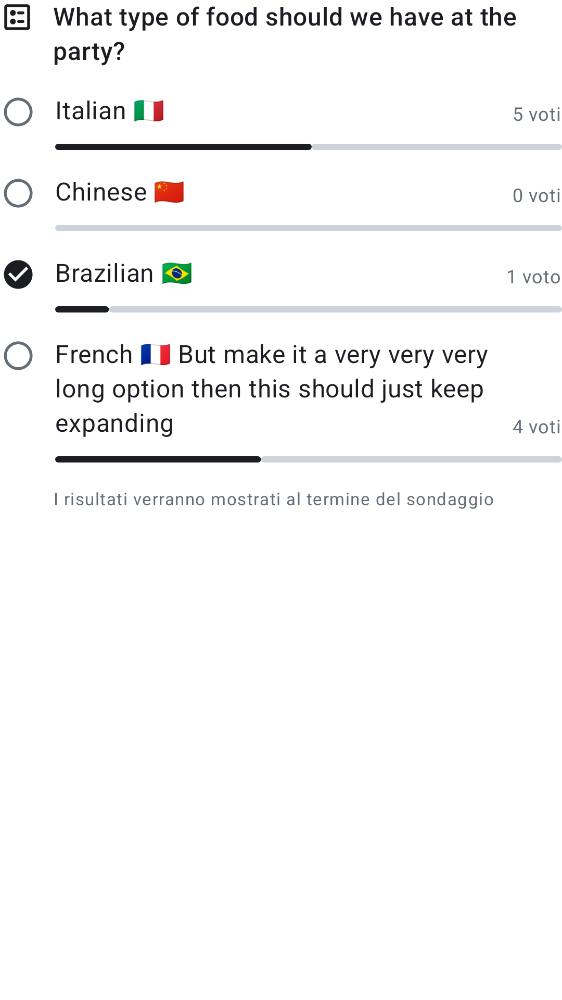 What type of food should we have at the
party?
Italian 🇮🇹
5 voti
Chinese 🇨🇳
0 voti
Brazilian 🇧🇷
1 voto
French 🇫🇷 But make it a very very very
long option then this should just keep
expanding
4 voti
I risultati verranno mostrati al termine del sondaggio